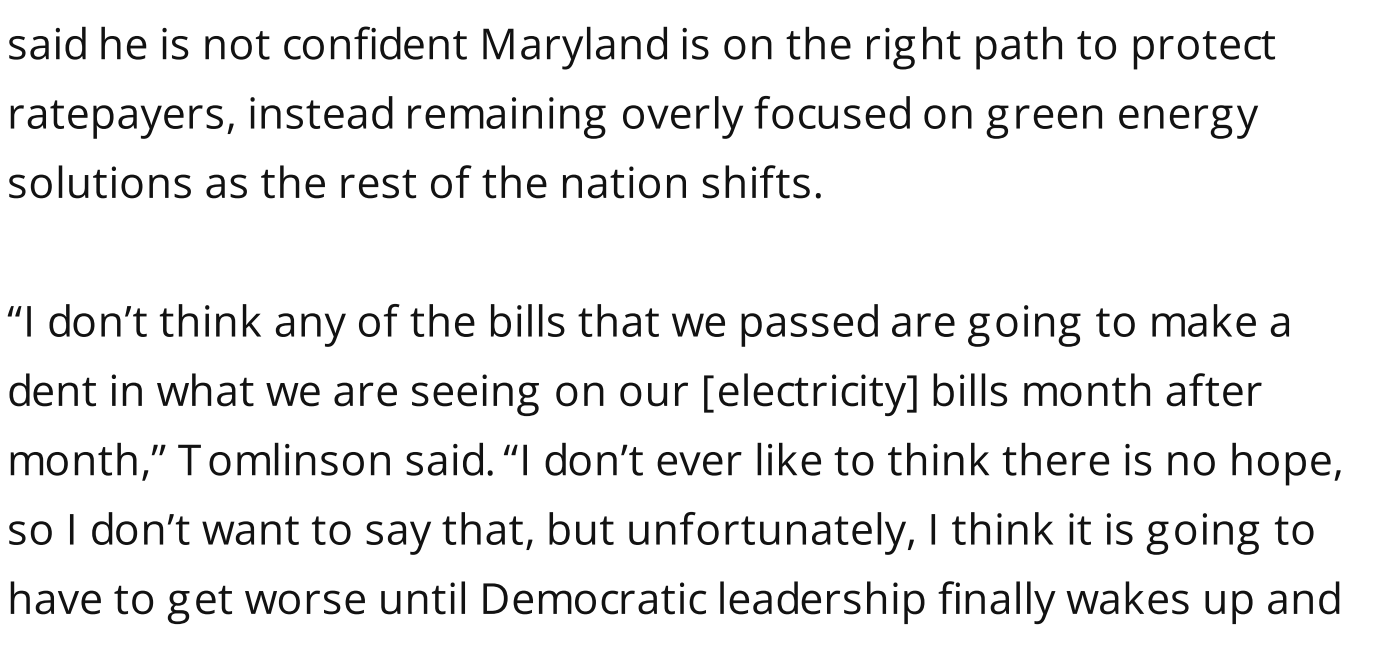 said he is not confident Maryland is on the right path to protect
ratepayers, instead remaining overly focused on green energy
solutions as the rest of the nation shifts.
“I don’t think any of the bills that we passed are going to make a
dent in what we are seeing on our [electricity] bills month after
month,” Tomlinson said. “I don’t ever like to think there is no hope,
so I don’t want to say that, but unfortunately, I think it is going to
have to get worse until Democratic leadership finally wakes up and